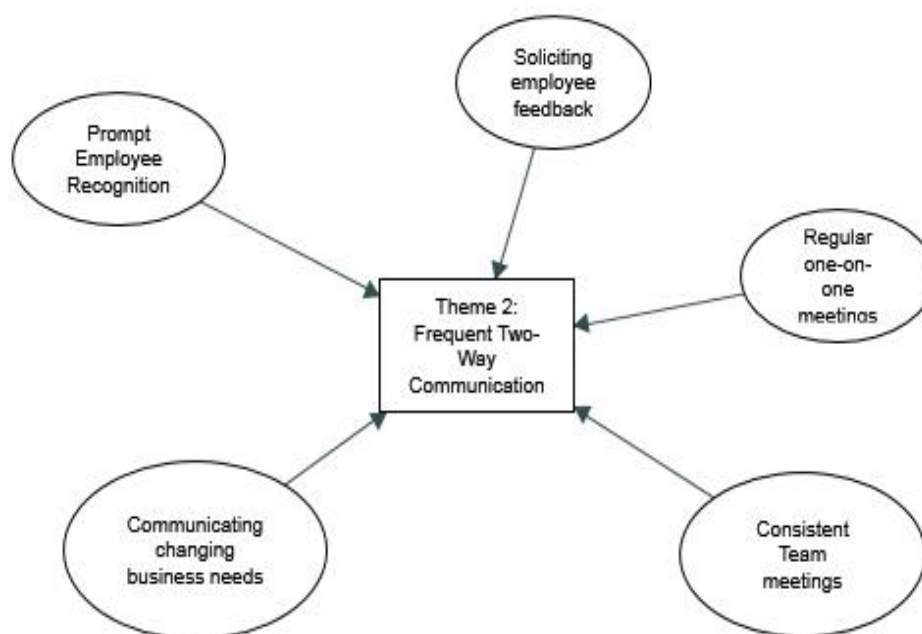 Soliciting
employee
feedback
Prompt
Employee
Recognition
Regular
one-on-
one
meetings
Theme 2:
Frequent Two-
Way
Communication
Communicating
changing
business needs
Consistent
Team
meetings